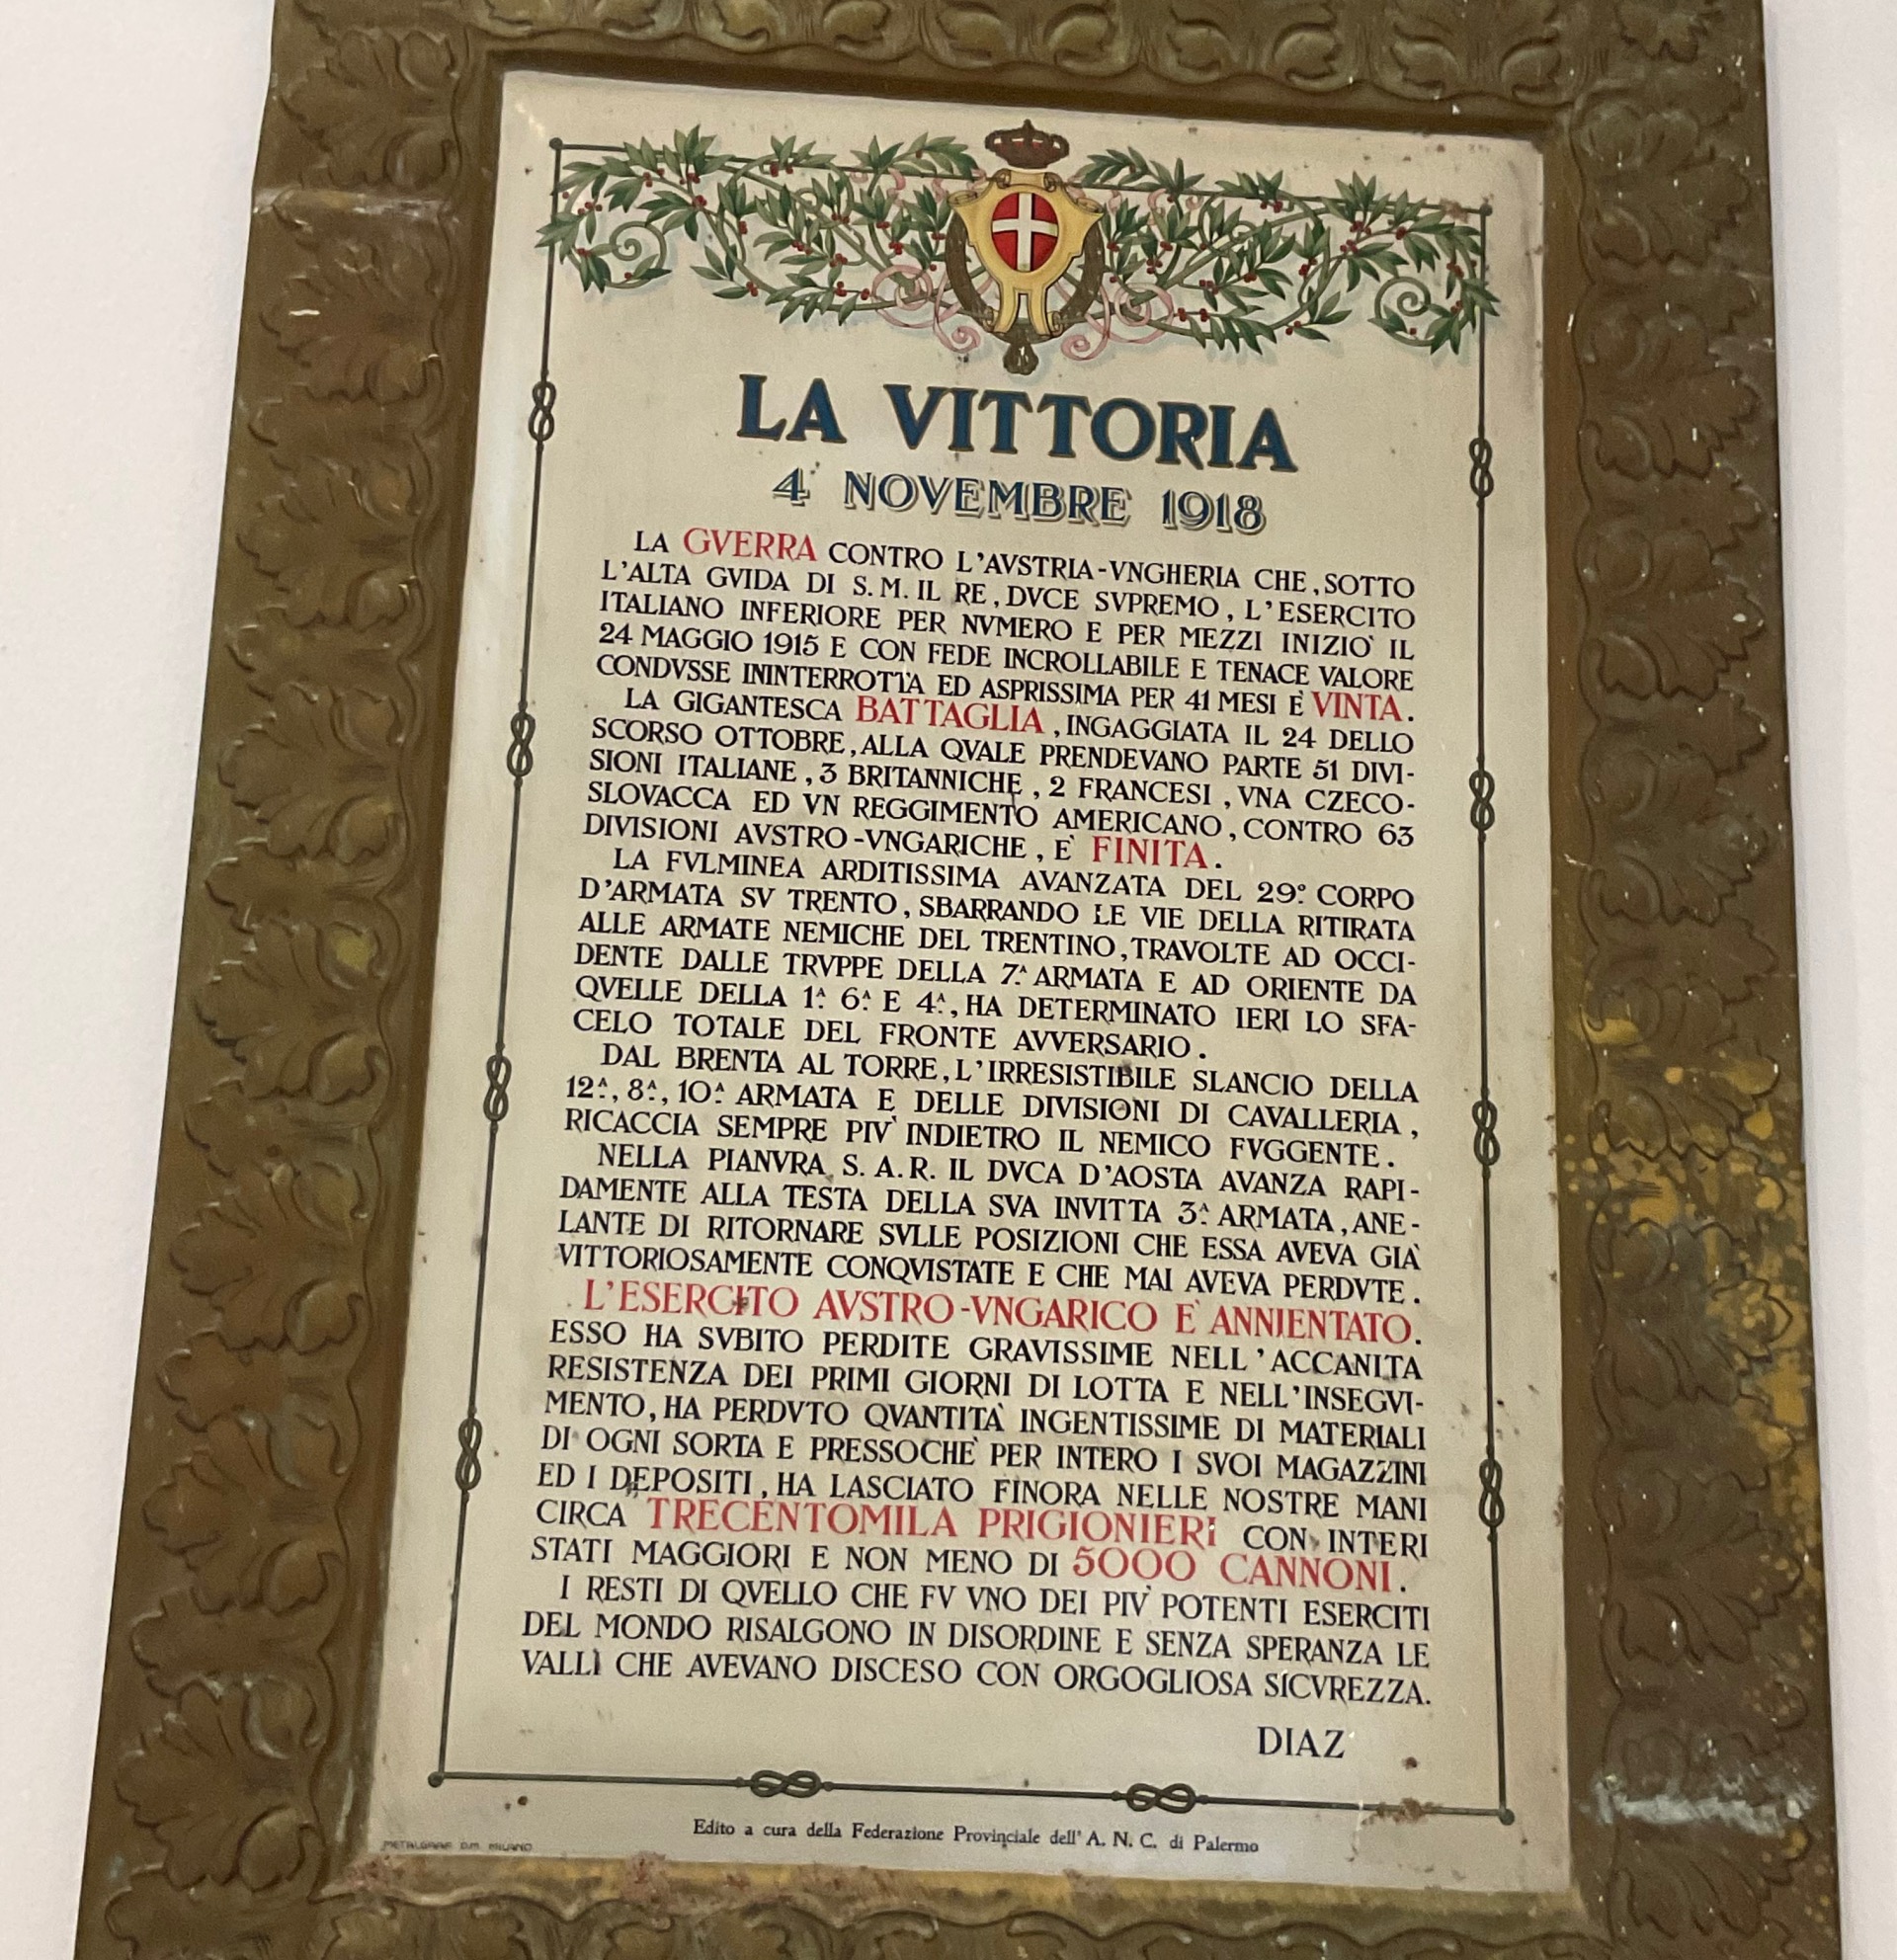 LA VITTORIA
4 NOVEMBRE 1918
LA GVERRA CONTRO L'AVSTRIA-VNGHERIA CHE, SOTTO
L'ALTA GVIDA DI S.M. IL RE, DVCE SVPREMO, L'ESERCITO
ITALIANO INFERIORE PER NVMERO E PER MEZZI INIZIO' IL
24 MAGGIO 1915 E CON FEDE INCROLLABILE E TENACE VALORE
CONDVSSE ININTERROTTA ED ASPRISSIMA PER 41 MESI E' VINTA.
LA GIGANTESCA BATTAGLIA, INGAGGIATA IL 24 DELLO
SCORSO OTTOBRE, ALLA QVALE PRENDEVANO PARTE 51 DIVI-
SIONI ITALIANE, 3 BRITANNICHE, 2 FRANCESI, VNA CZECO-
SLOVACCA ED VN REGGIMENTO AMERICANO, CONTRO 63
DIVISIONI AVSTRO-VNGARICHE, E' FINITA.
LA FVLMINEA ARDITISSIMA AVANZATA DEL 29º CORPO
D'ARMATA SV TRENTO, SBARRANDO LE VIE DELLA RITIRATA
ALLE ARMATE NEMICHE DEL TRENTINO, TRAVOLTE AD OCCI-
DENTE DALLE TRVPPE DELLA 7ª ARMATA E AD ORIENTE DA
QVELLE DELLA 1ª 6ª E 4ª, HA DETERMINATO IERI LO SFA-
CELO TOTALE DEL FRONTE AVVERSARIO.
DAL BRENTA AL TORRE, L'IRRESISTIBILE SLANCIO DELLA
12ª, 8ª, 10ª ARMATA E DELLE DIVISIONI DI CAVALLERIA,
RICACCIA SEMPRE PIV' INDIETRO IL NEMICO FVGGENTE.
NELLA PIANVRA S.A.R. IL DVCA D'AOSTA AVANZA RAPI-
DAMENTE ALLA TESTA DELLA SVA INVITTA 3ª ARMATA, ANE-
LANTE DI RITORNARE SVLLE POSIZIONI CHE ESSA AVEVA GIA'
VITTORIOSAMENTE CONQVISTATE E CHE MAI AVEVA PERDVTE.
L'ESERCITO AVSTRO-VNGARICO E' ANNIENTATO.
ESSO HA SVBITO PERDITE GRAVISSIME NELL'ACCANITA
RESISTENZA DEI PRIMI GIORNI DI LOTTA E NELL'INSEGVI-
MENTO, HA PERDVTO QVANTITA' INGENTISSIME DI MATERIALI
DI OGNI SORTA E PRESSOCHE' PER INTERO I SVOI MAGAZZINI
ED I DEPOSITI, HA LASCIATO FINORA NELLE NOSTRE MANI
CIRCA TRECENTOMILA PRIGIONIERI CON INTERI
STATI MAGGIORI E NON MENO DI 5000 CANNONI.
I RESTI DI QVELLO CHE FV VNO DEI PIV' POTENTI ESERCITI
DEL MONDO RISALGONO IN DISORDINE E SENZA SPERANZA LE
VALLI CHE AVEVANO DISCESO CON ORGOGLIOSA SICVREZZA.
DIAZ
Edito a cura della Federazione Provinciale dell' A. N. C. di Palermo
METALGRAF D.M. MILANO